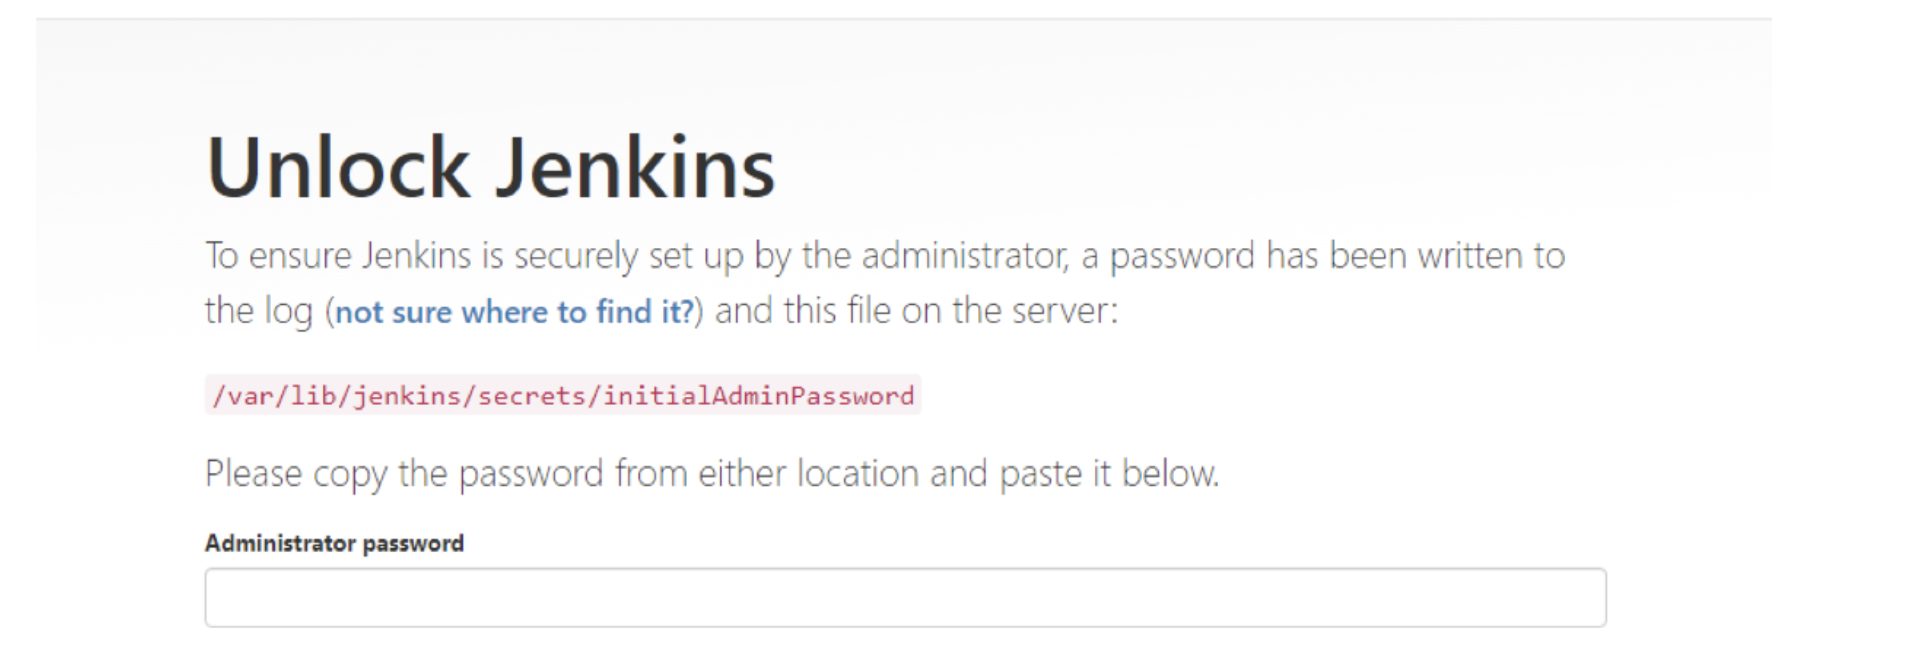 Unlock Jenkins
To ensure Jenkins is securely set up by the administrator, a password has been written to
the log (not sure where to find it?) and this file on the server:
/var/lib/jenkins/secrets/initialAdminPassword
Please copy the password from either location and paste it below.
Administrator password